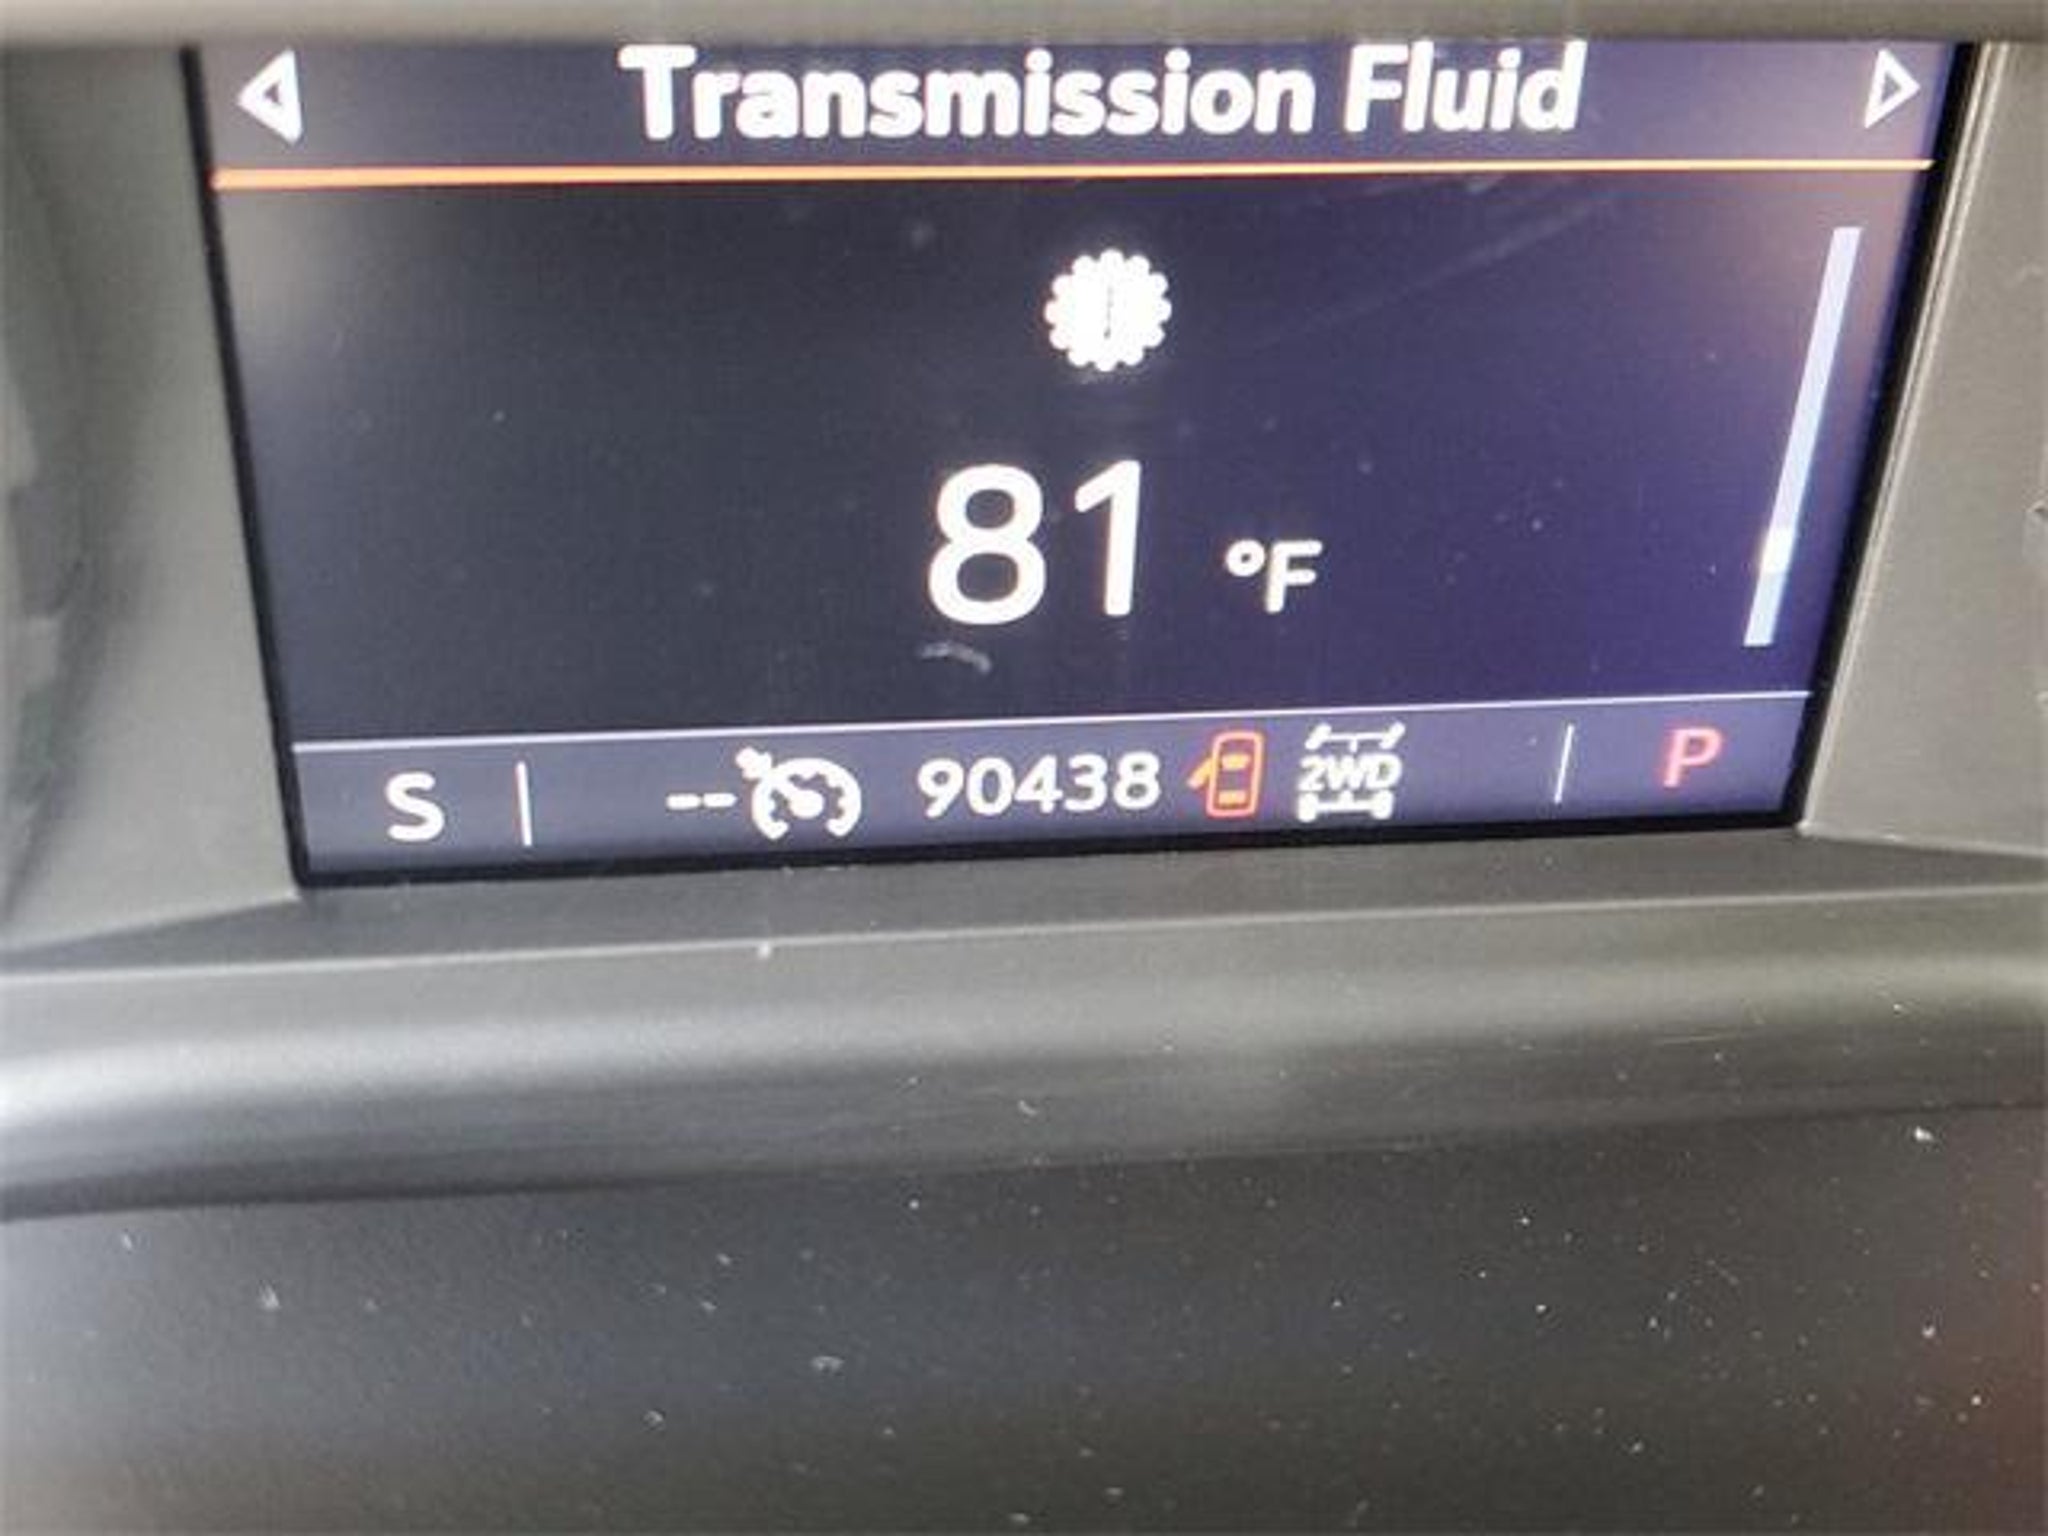 Transmission Fluid
81 °F
S -- 90438 2WD P